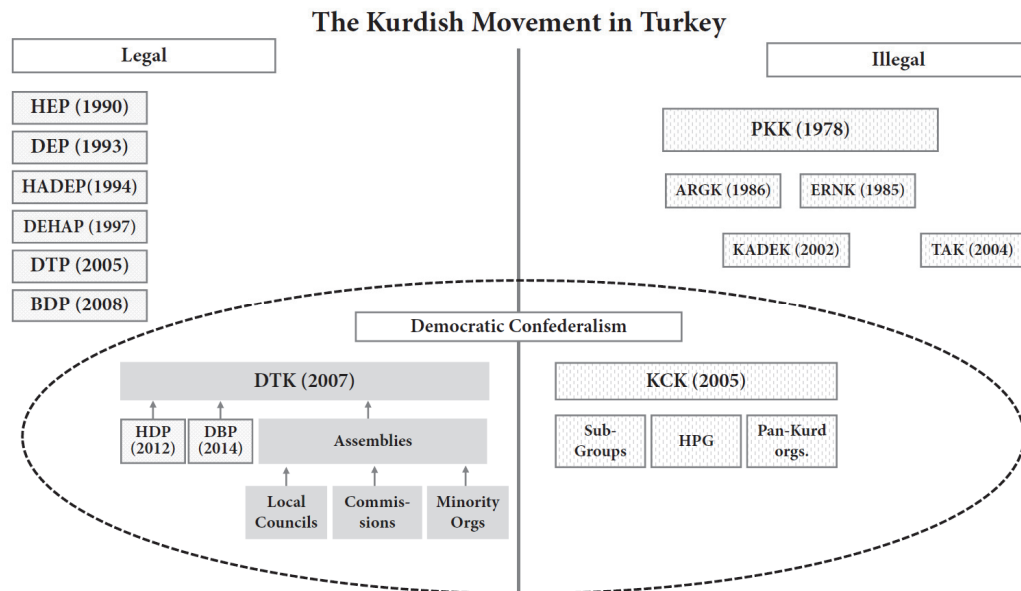 The Kurdish Movement in Turkey
Legal
Illegal
HEP (1990)
DEP (1993)
HADEP(1994)
DEHAP (1997)
DTP (2005)
BDP (2008)
PKK (1978)
ARGK (1986)
ERNK (1985)
KADEK (2002)
TAK (2004)
Democratic Confederalism
DTK (2007)
HDP
(2012)
DBP
(2014)
Assemblies
Local
Councils
Commis-
sions
Minority
Orgs
KCK (2005)
Sub-
Groups
HPG
Pan-Kurd
orgs.